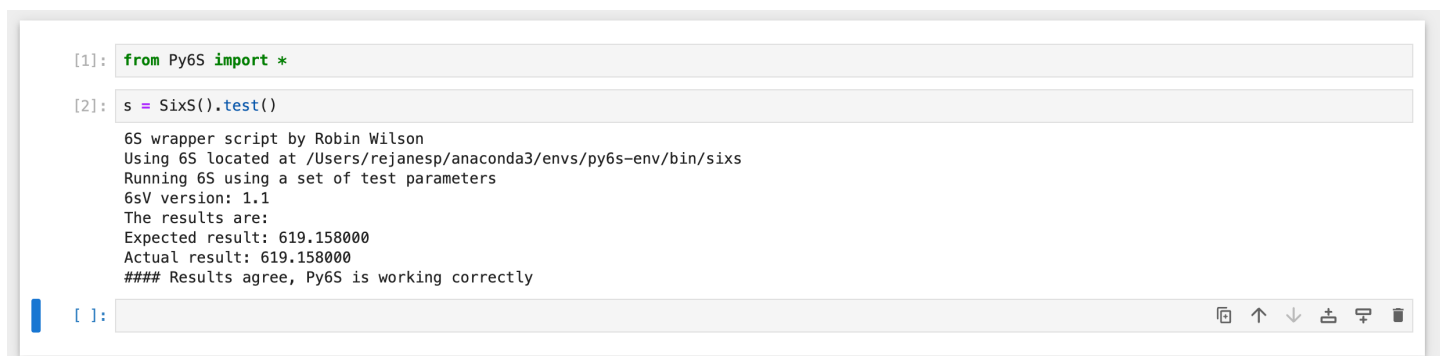 [1]: from Py6S import *
[2]: s = SixS().test()
6S wrapper script by Robin Wilson
Using 6S located at /Users/rejanesp/anaconda3/envs/py6s-env/bin/sixs
Running 6S using a set of test parameters
6sV version: 1.1
The results are:
Expected result: 619.158000
Actual result: 619.158000
#### Results agree, Py6S is working correctly
[ ]: